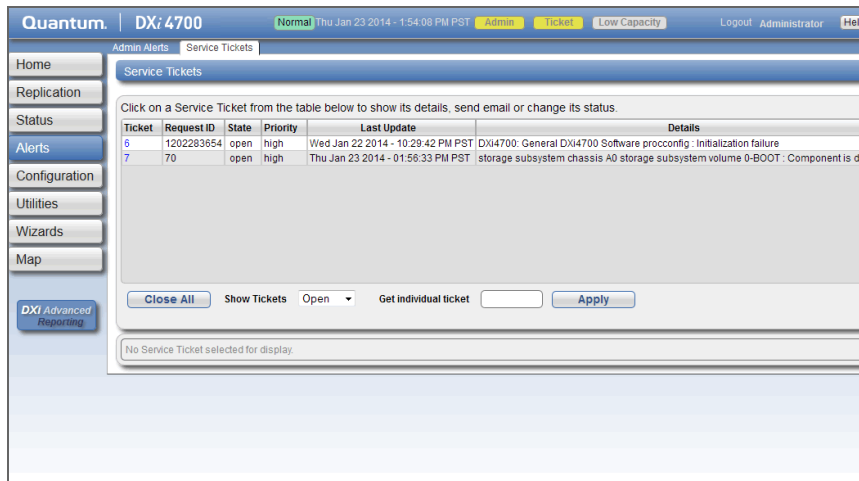 Quantum. DXi 4700 Normal Thu Jan 23 2014 - 1:54:08 PM PST Admin Ticket Low Capacity Logout Administrator Hel
Admin Alerts Service Tickets
Home
Replication
Status
Alerts
Configuration
Utilities
Wizards
Map
DXi Advanced
Reporting
Service Tickets
Click on a Service Ticket from the table below to show its details, send email or change its status.
Ticket Request ID State Priority Last Update Details
6 1202283654 open high Wed Jan 22 2014 - 10:29:42 PM PST DXi4700: General DXi4700 Software procconfig : Initialization failure
7 70 open high Thu Jan 23 2014 - 01:56:33 PM PST storage subsystem chassis A0 storage subsystem volume 0-BOOT : Component is d
Close All Show Tickets Open Get individual ticket Apply
No Service Ticket selected for display.